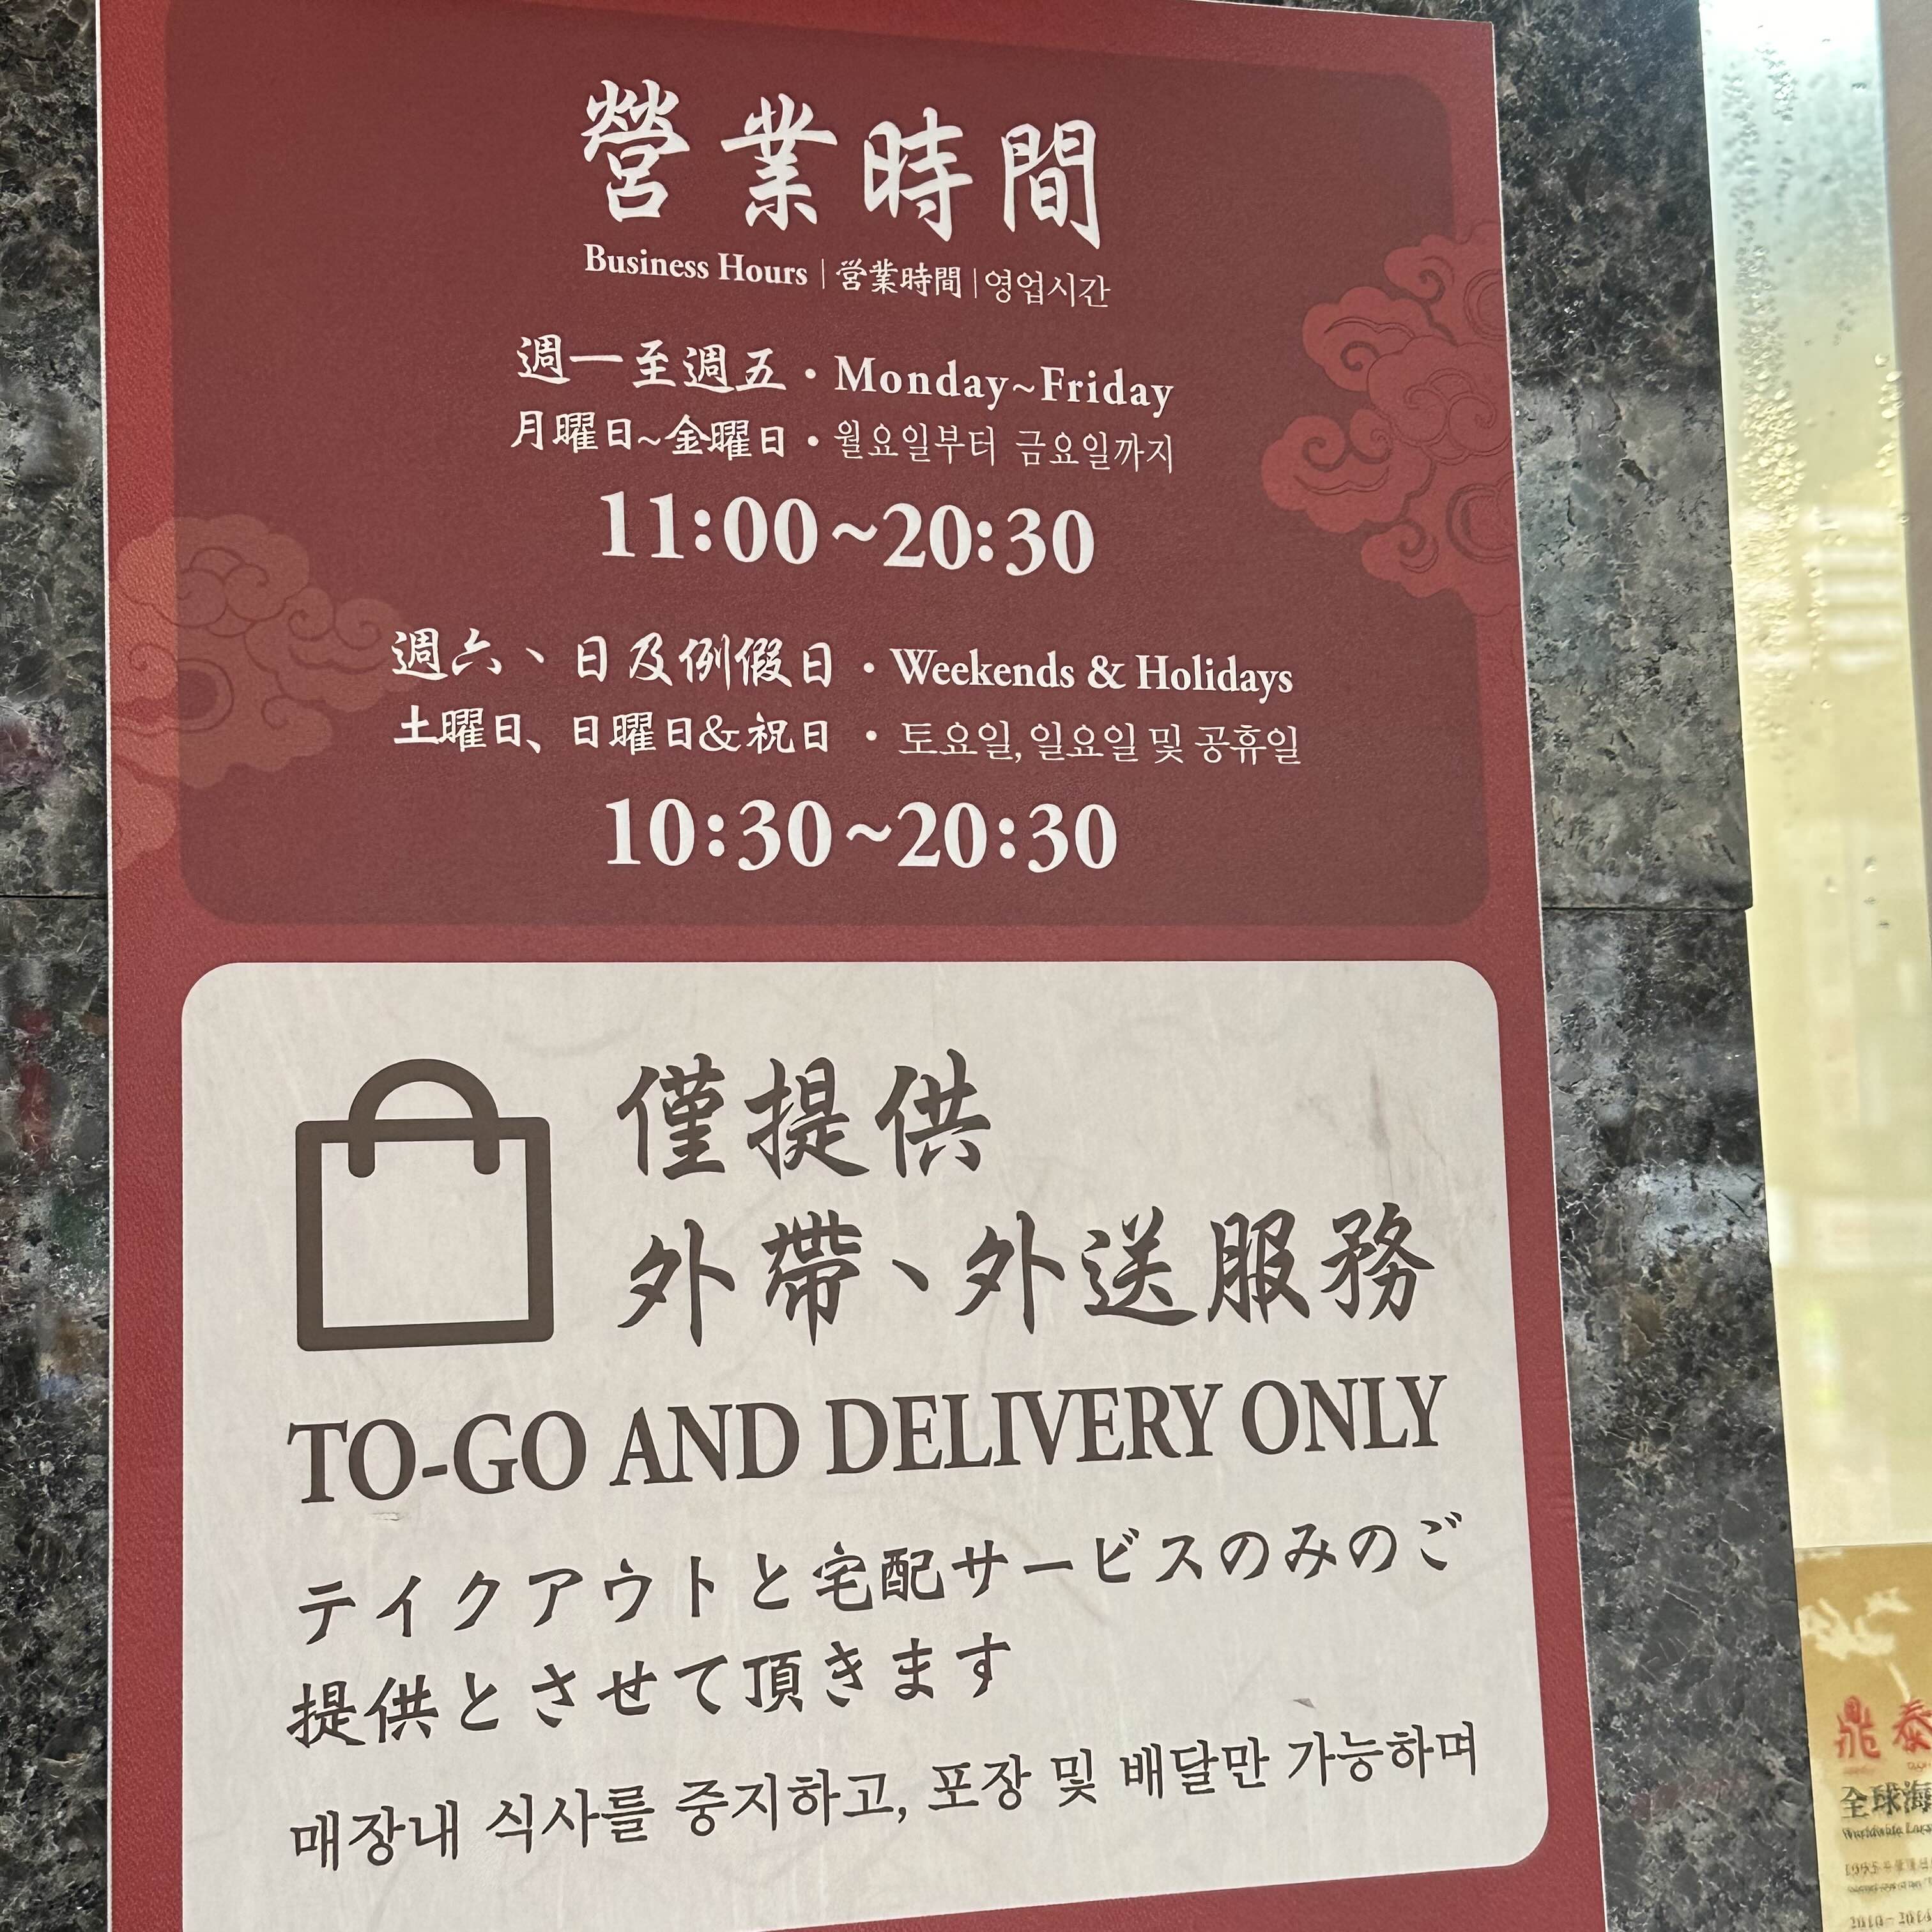 營業時間
Business Hours | 営業時間 | 영업시간
週一至週五・Monday~Friday
月曜日~金曜日・월요일부터 금요일까지
11:00~20:30
週六、日及例假日・Weekends & Holidays
土曜日、日曜日&祝日・토요일, 일요일 및 공휴일
10:30~20:30
僅提供
外帶、外送服務
TO-GO AND DELIVERY ONLY
テイクアウトと宅配サービスのみのご
提供とさせて頂きます
매장내 식사를 중지하고, 포장 및 배달만 가능하며
鼎泰
全球海
Worldwide